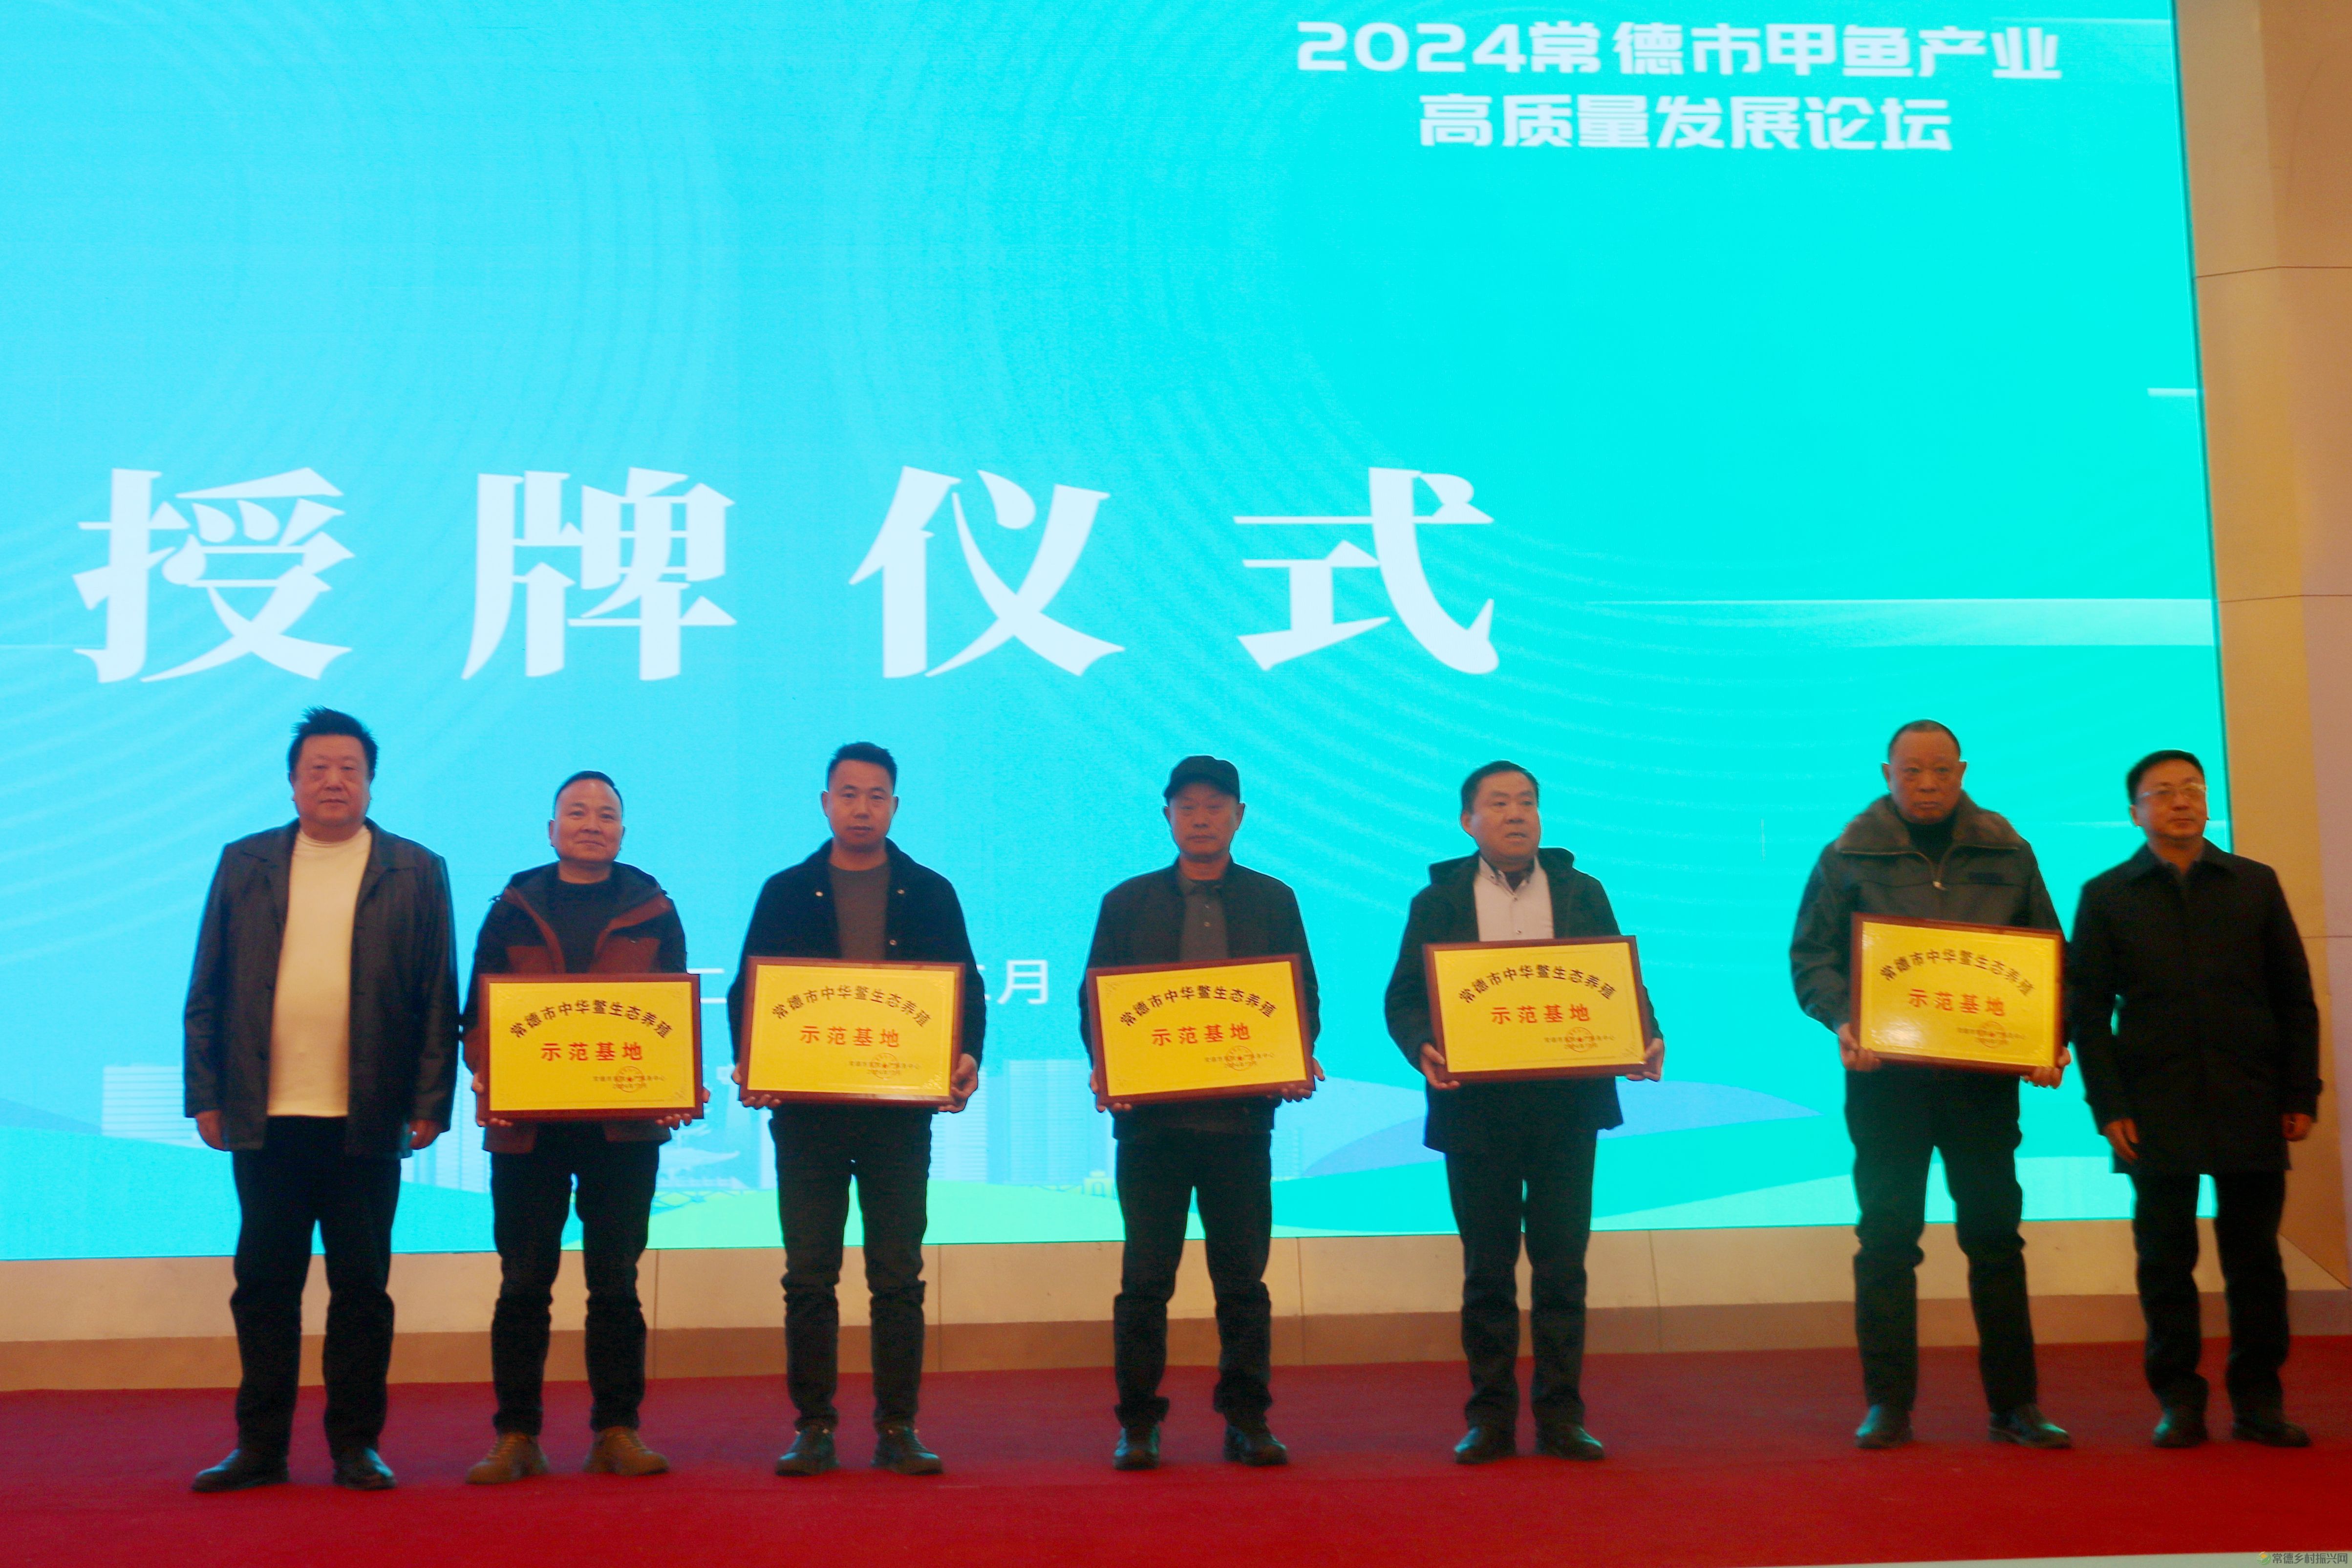 2024常德市甲鱼产业
高质量发展论坛
授牌仪式
二
二月
常德市中华鳖生态养殖
示范基地
常德市中华鳖生态养殖
示范基地
常德市中华鳖生态养殖
示范基地
常德市中华鳖生态养殖
示范基地
常德市中华鳖生态养殖
示范基地
常德乡村振兴网